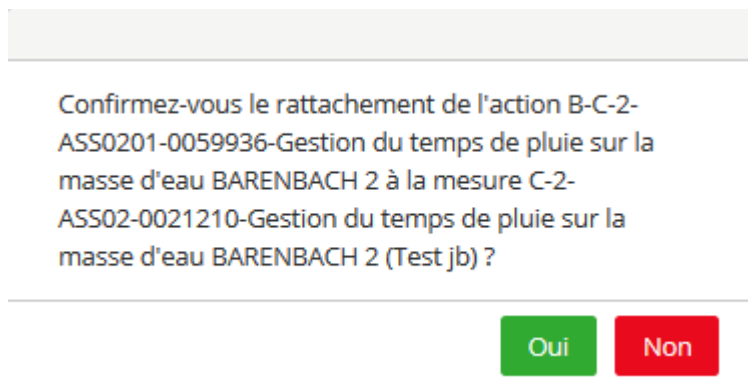 Confirmez-vous le rattachement de l'action B-C-2-
ASS0201-0059936-Gestion du temps de pluie sur la
masse d'eau BARENBACH 2 à la mesure C-2-
ASS02-0021210-Gestion du temps de pluie sur la
masse d'eau BARENBACH 2 (Test jb) ?
Oui
Non